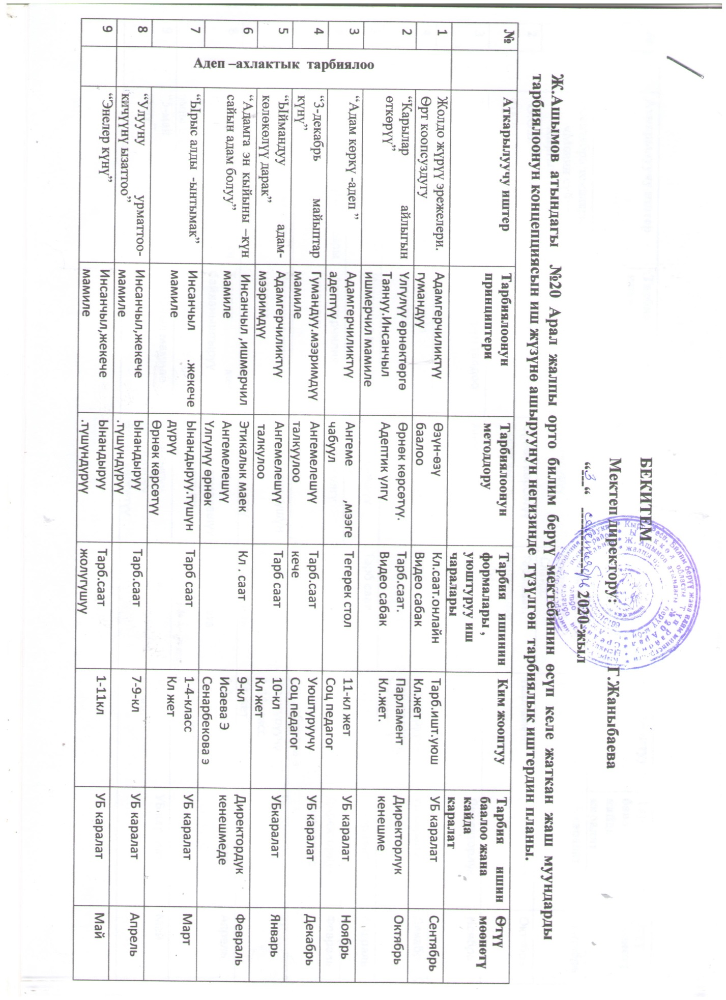 БЕКИТЕМ
Мектеп директору: Г.Жаныбаева
“3“ сентябрь 2020-жыл
Ж.Ашымов атындагы №20 Арал жалпы орто билим берүү мектебинин өсүп келе жаткан жаш муундарды
тарбиялоонун концепциясын иш жүзүнө ашыруунун негизинде түзүлгөн тарбиялык иштердин планы.
№
Аткарылуучу иштер
Тарбиялоонун
принциптери
Тарбиялоонун
методдору
Тарбия ишинин
формалары ,
уюштуруу иш
чаралары
Ким жооптуу
Тарбия ишин
баалоо жана
кайда
каралат
Өтүү
мөөнөтү
Адеп –ахлактык тарбиялоо
1
Жолдо жүрүү эрежелери.
Өрт коопсуздугу
Адамгерчиликтүү
гумандуу
Өзүн-өзү
баалоо
Кл.саат.онлайн
Видео сабак
Тарб.ишт.уюш
Кл.жет
УБ каралат
Сентябрь
2
“Карылар айлыгын
өткөрүү”
Үлгүлүү өрнөктөргө
Таянуу.Инсанчыл
ишмерчил мамиле
Өрнөк көрсөтүү.
Адептик үлгү
Тарб.саат.
Видео сабак
Парламент
Кл.жет.
Директорлук
кенешме
Октябрь
3
“Адам көркү -адеп ”
Адамгерчиликтүү
адептүү
Ангеме ,мээге
чабуул
Тегерек стол
11-кл жет
Соц педагог
УБ каралат
Ноябрь
4
“3-декабрь майыптар
күнү”
Гумандуу.мээримдүү
мамиле
Ангемелешүү
талкуулоо
Тарб.саат
кече
Уюштуруучу
Соц педагог
УБ каралат
Декабрь
5
“Ыймандуу адам-
көлөкөлүү дарак”
Адамгерчиликтүү
мээримдүү
Ангемелешүү
талкулоо
Тарб саат
10-кл
Кл жет
УБкаралат
Январь
6
“Адамга эн кыйыны –күн
сайын адам болуу”
Инсанчыл ,ишмерчил
мамиле
Этикалык маек
Ангемелешүү
Үлгүлүү өрнөк
Кл . саат
9-кл
Исаева Э
Сенарбекова э
Директордук
кенешмеде
Февраль
7
“Ырыс алды -ынтымак”
Инсанчыл .жекече
мамиле
Ынандыруу.түшүн
дүрүү
Өрнөк көрсөтүү
Тарб саат
1-4-класс
Кл жет
УБ каралат
Март
8
“Улууну урматтоо-
кичүүнү ызаттоо”
Инсанчыл,жекече
мамиле
Ынандыруу
.түшүндүрүү
Тарб.саат
7-9-кл
УБ каралат
Апрель
9
“Энелер күнү”
Инсанчыл,жекече
мамиле
Ынандыруу
.түшүндүрүү
Тарб.саат
жолугушуу
1-11кл
УБ каралат
Май